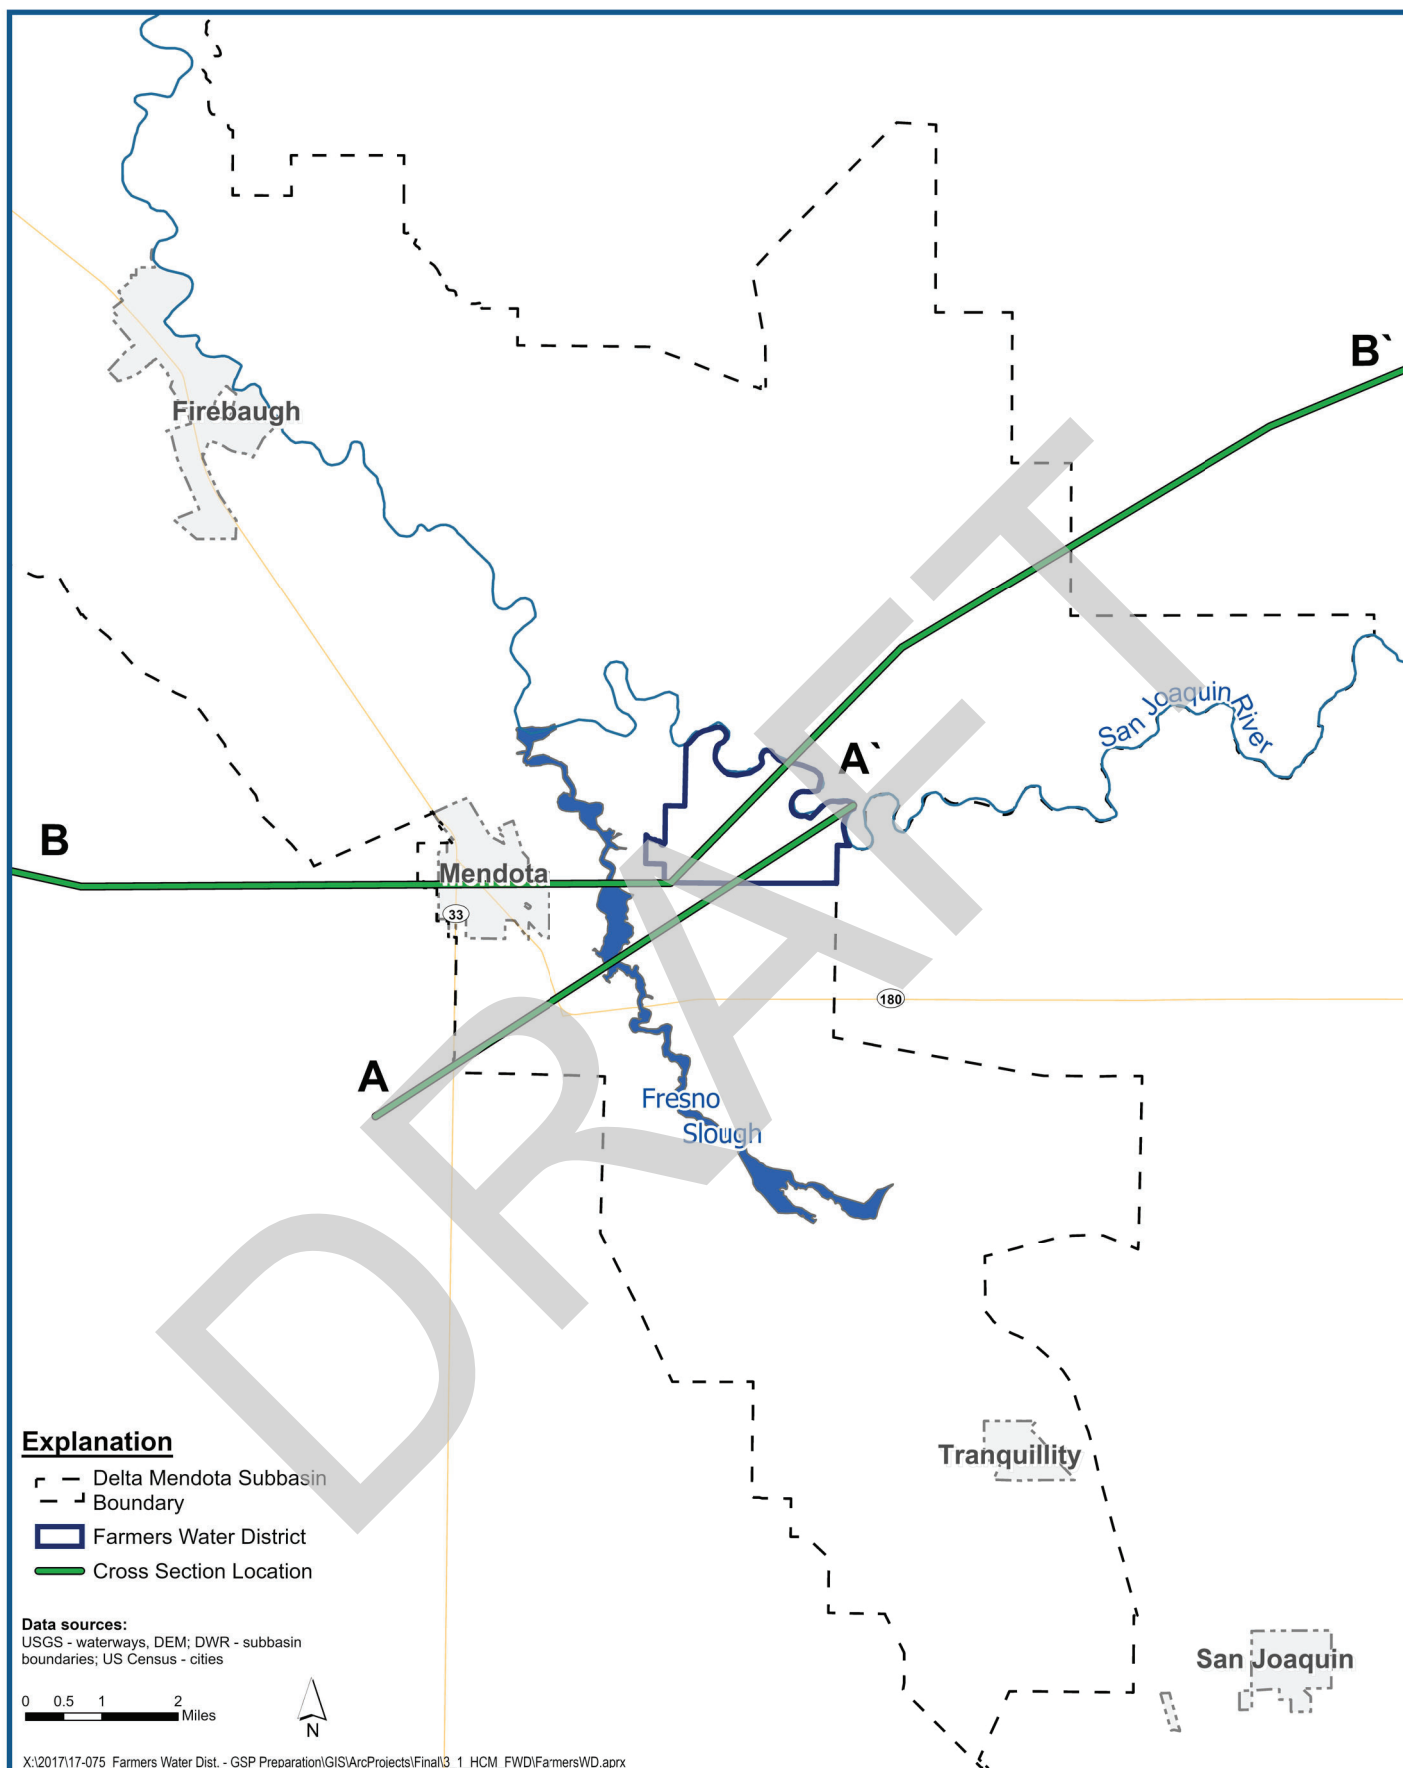 B`
Firebaugh
San Joaquin River
A`
B
Mendota
33
180
A
Fresno
Slough
DRAFT
Explanation
Delta Mendota Subbasin
Boundary
Farmers Water District
Cross Section Location
Tranquillity
San Joaquin
Data sources:
USGS - waterways, DEM; DWR - subbasin
boundaries; US Census - cities
0 0.5 1 2
Miles
N
X:\2017\17-075 Farmers Water Dist. - GSP Preparation\GIS\ArcProjects\Final\3_1_HCM_FWD\FarmersWD.aprx